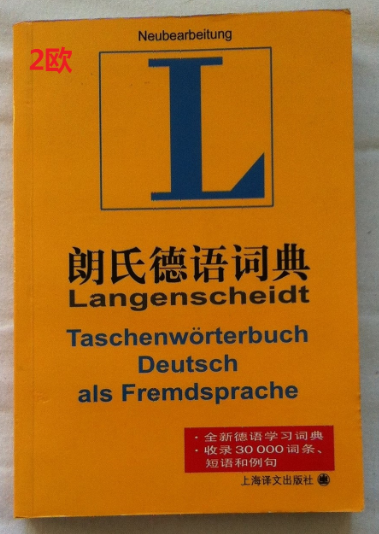 Neubearbeitung
2欧
L
朗氏德语词典
Langenscheidt
Taschenwörterbuch
Deutsch
als Fremdsprache
·全新德语学习词典
·收录30 000词条、
短语和例句
上海译文出版社